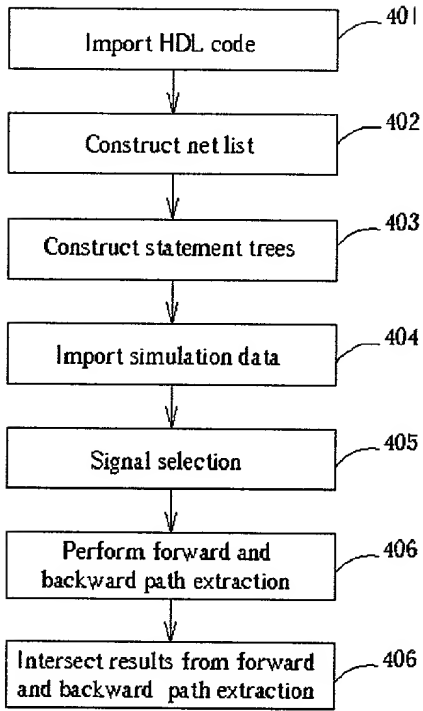 401
Import HDL code
402
Construct net list
403
Construct statement trees
404
Import simulation data
405
Signal selection
406
Perform forward and
backward path extraction
406
Intersect results from forward
and backward path extraction